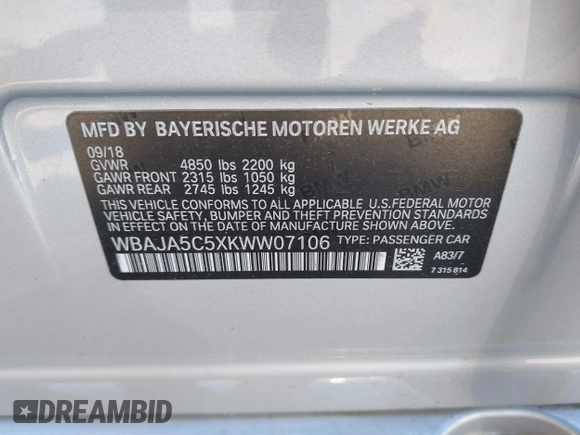 MFD BY BAYERISCHE MOTOREN WERKE AG
09/18
GVWR 4850 lbs 2200 kg
GAWR FRONT 2315 lbs 1050 kg
GAWR REAR 2745 lbs 1245 kg
THIS VEHICLE CONFORMS TO ALL APPLICABLE U.S.FEDERAL MOTOR
VEHICLE SAFETY, BUMPER AND THEFT PREVENTION STANDARDS
IN EFFECT ON THE DATE OF MANUFACTURE SHOWN ABOVE.
WBAJA5C5XKWW07106 TYPE: PASSENGER CAR
A83/7
7 315 814
BMW
DREAMBID